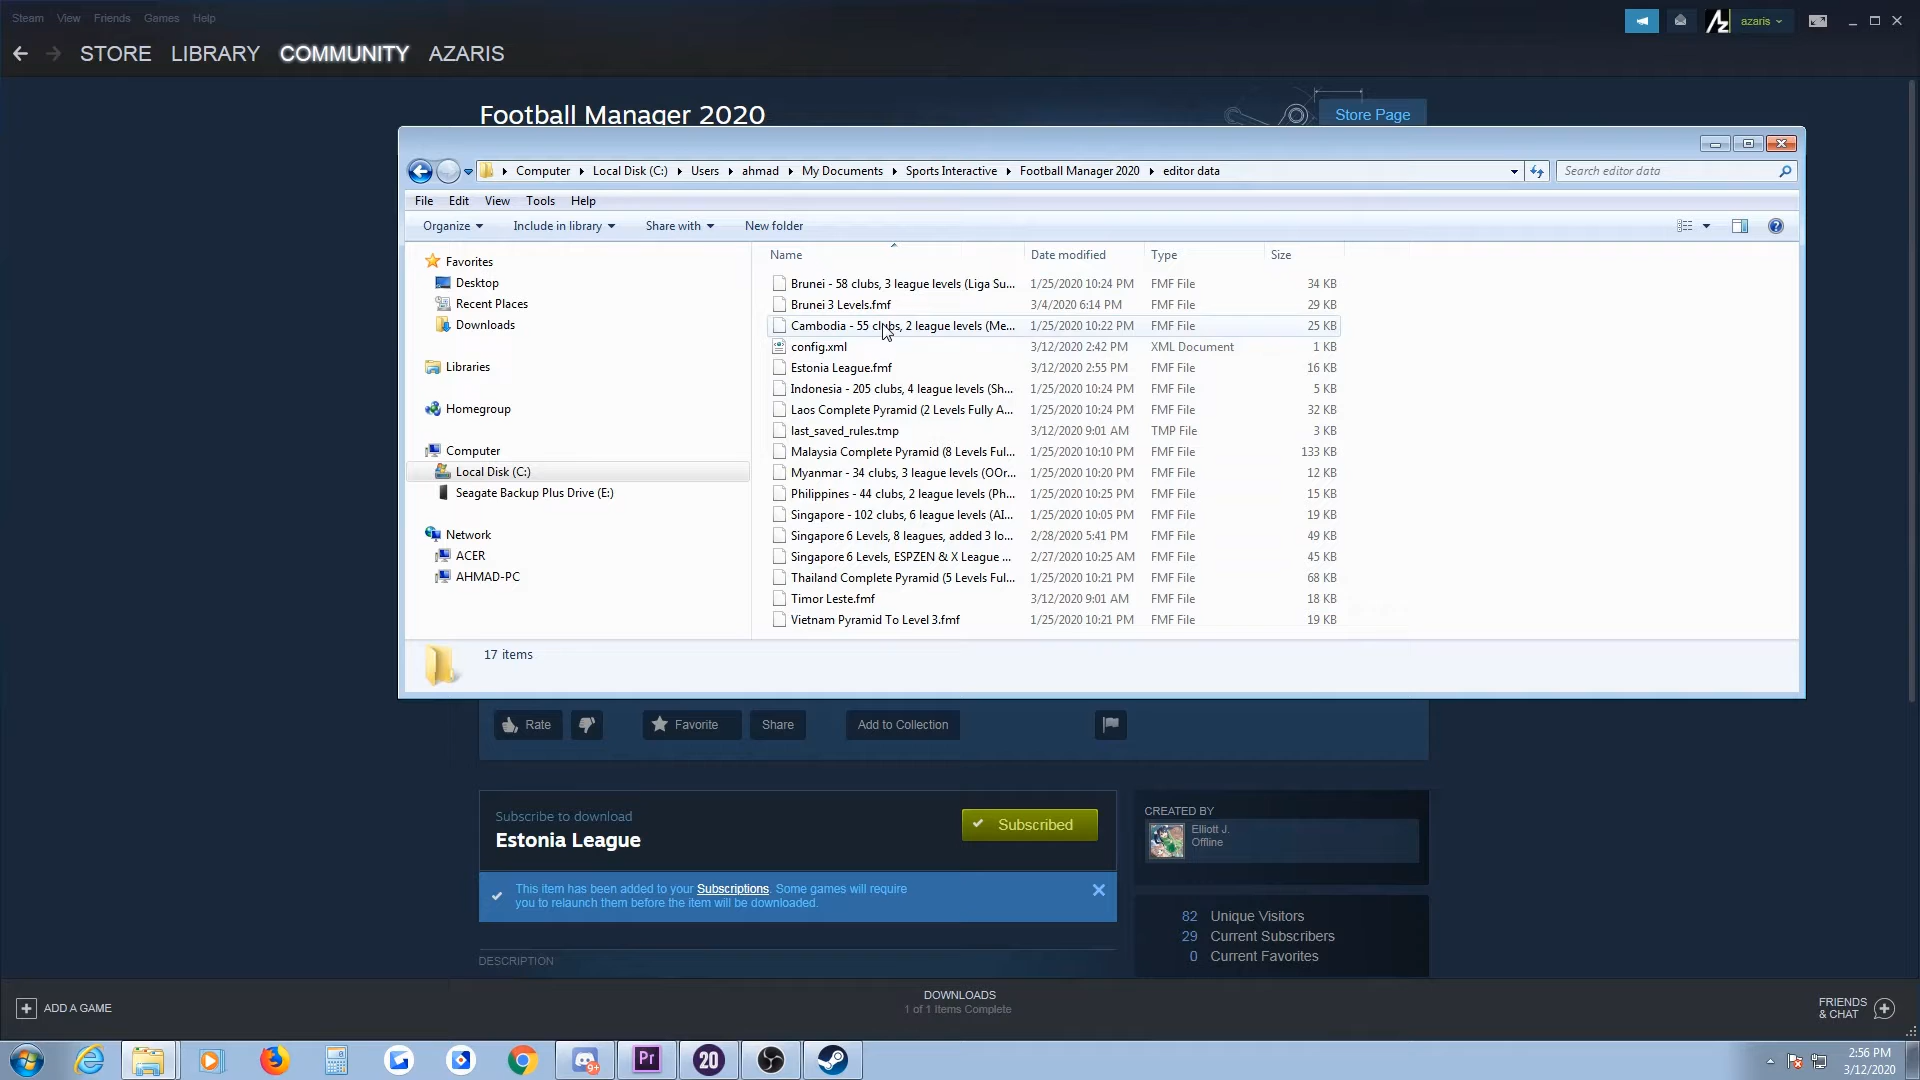 Steam View Friends Games Help
azaris
STORE LIBRARY COMMUNITY AZARIS
Football Manager 2020
Store Page
Computer Local Disk (C:) Users ahmad My Documents Sports Interactive Football Manager 2020 editor data
Search editor data
File Edit View Tools Help
Organize Include in library Share with New folder
Name Date modified Type Size
Favorites
Desktop
Recent Places
Downloads
Libraries
Homegroup
Computer
Local Disk (C:)
Seagate Backup Plus Drive (E:)
Network
ACER
AHMAD-PC
Brunei - 58 clubs, 3 league levels (Liga Su... 1/25/2020 10:24 PM FMF File 34 KB
Brunei 3 Levels.fmf 3/4/2020 6:14 PM FMF File 29 KB
Cambodia - 55 clubs, 2 league levels (Me... 1/25/2020 10:22 PM FMF File 25 KB
config.xml 3/12/2020 2:42 PM XML Document 1 KB
Estonia League.fmf 3/12/2020 2:55 PM FMF File 16 KB
Indonesia - 205 clubs, 4 league levels (Sh... 1/25/2020 10:24 PM FMF File 5 KB
Laos Complete Pyramid (2 Levels Fully A... 1/25/2020 10:24 PM FMF File 32 KB
last_saved_rules.tmp 3/12/2020 9:01 AM TMP File 3 KB
Malaysia Complete Pyramid (8 Levels Ful... 1/25/2020 10:10 PM FMF File 133 KB
Myanmar - 34 clubs, 3 league levels (OOr... 1/25/2020 10:20 PM FMF File 12 KB
Philippines - 44 clubs, 2 league levels (Ph... 1/25/2020 10:25 PM FMF File 15 KB
Singapore - 102 clubs, 6 league levels (AI... 1/25/2020 10:05 PM FMF File 19 KB
Singapore 6 Levels, 8 leagues, added 3 lo... 2/28/2020 5:41 PM FMF File 49 KB
Singapore 6 Levels, ESPZEN & X League ... 2/27/2020 10:25 AM FMF File 45 KB
Thailand Complete Pyramid (5 Levels Ful... 1/25/2020 10:21 PM FMF File 68 KB
Timor Leste.fmf 3/12/2020 9:01 AM FMF File 18 KB
Vietnam Pyramid To Level 3.fmf 1/25/2020 10:21 PM FMF File 19 KB
17 items
Rate Favorite Share Add to Collection
Subscribe to download
Estonia League
Subscribed
This item has been added to your Subscriptions. Some games will require
you to relaunch them before the item will be downloaded.
DESCRIPTION
CREATED BY
Elliott J.
Offline
82 Unique Visitors
29 Current Subscribers
0 Current Favorites
ADD A GAME
DOWNLOADS
1 of 1 Items Complete
FRIENDS
& CHAT
Pr
20
9+
2:56 PM
3/12/2020